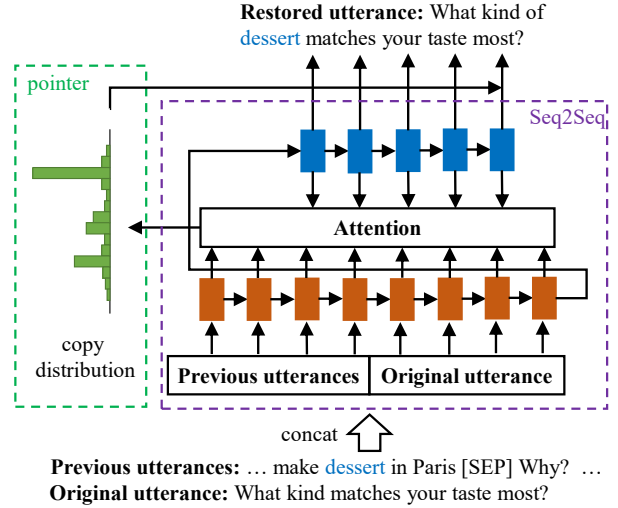 Restored utterance: What kind of
dessert matches your taste most?
pointer
Seq2Seq
Attention
copy
distribution
Previous utterances Original utterance
concat
Previous utterances: … make dessert in Paris [SEP] Why? …
Original utterance: What kind matches your taste most?